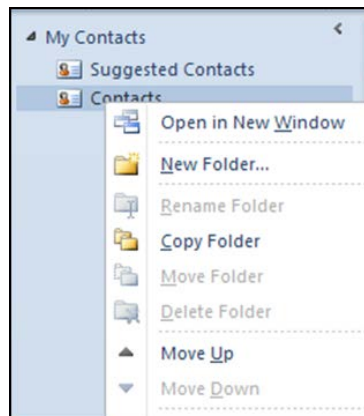 My Contacts
Suggested Contacts
Contacts
Open in New Window
New Folder...
Rename Folder
Copy Folder
Move Folder
Delete Folder
Move Up
Move Down